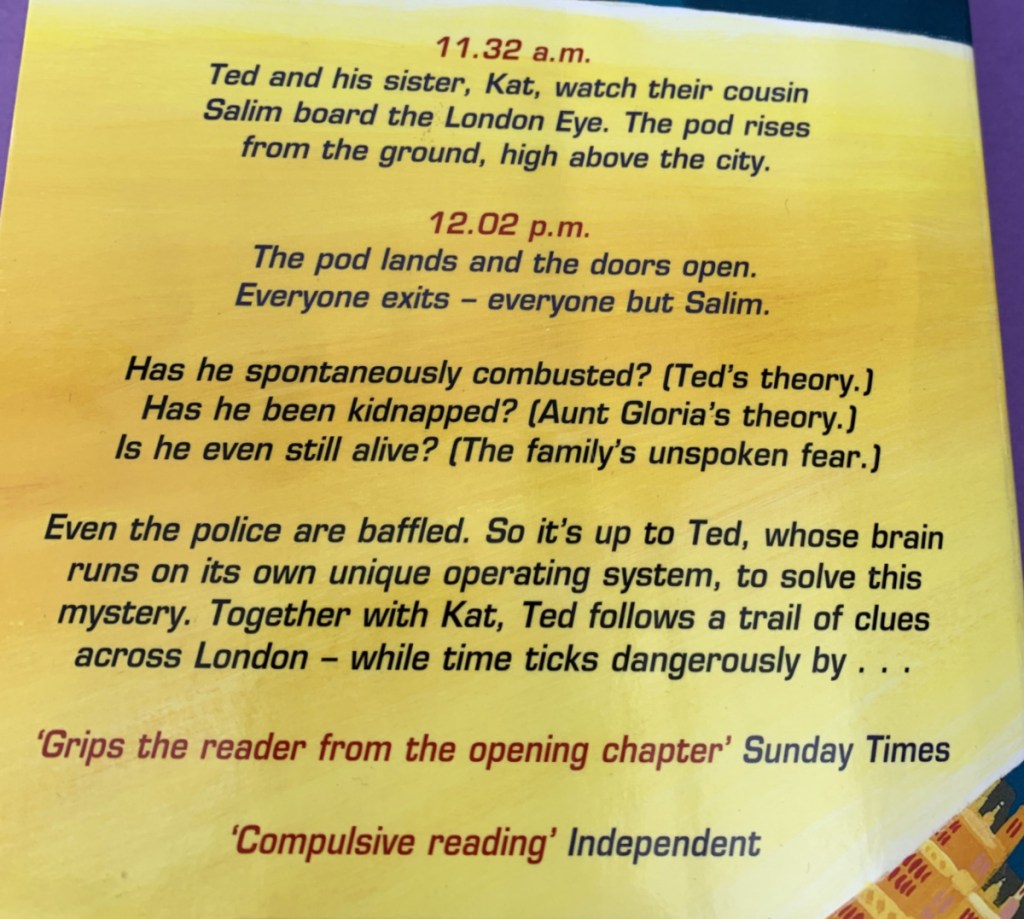 11.32 a.m.
Ted and his sister, Kat, watch their cousin
Salim board the London Eye. The pod rises
from the ground, high above the city.
12.02 p.m.
The pod lands and the doors open.
Everyone exits – everyone but Salim.
Has he spontaneously combusted? (Ted's theory.)
Has he been kidnapped? (Aunt Gloria's theory.)
Is he even still alive? (The family's unspoken fear.)
Even the police are baffled. So it's up to Ted, whose brain
runs on its own unique operating system, to solve this
mystery. Together with Kat, Ted follows a trail of clues
across London – while time ticks dangerously by . . .
'Grips the reader from the opening chapter' Sunday Times
'Compulsive reading' Independent